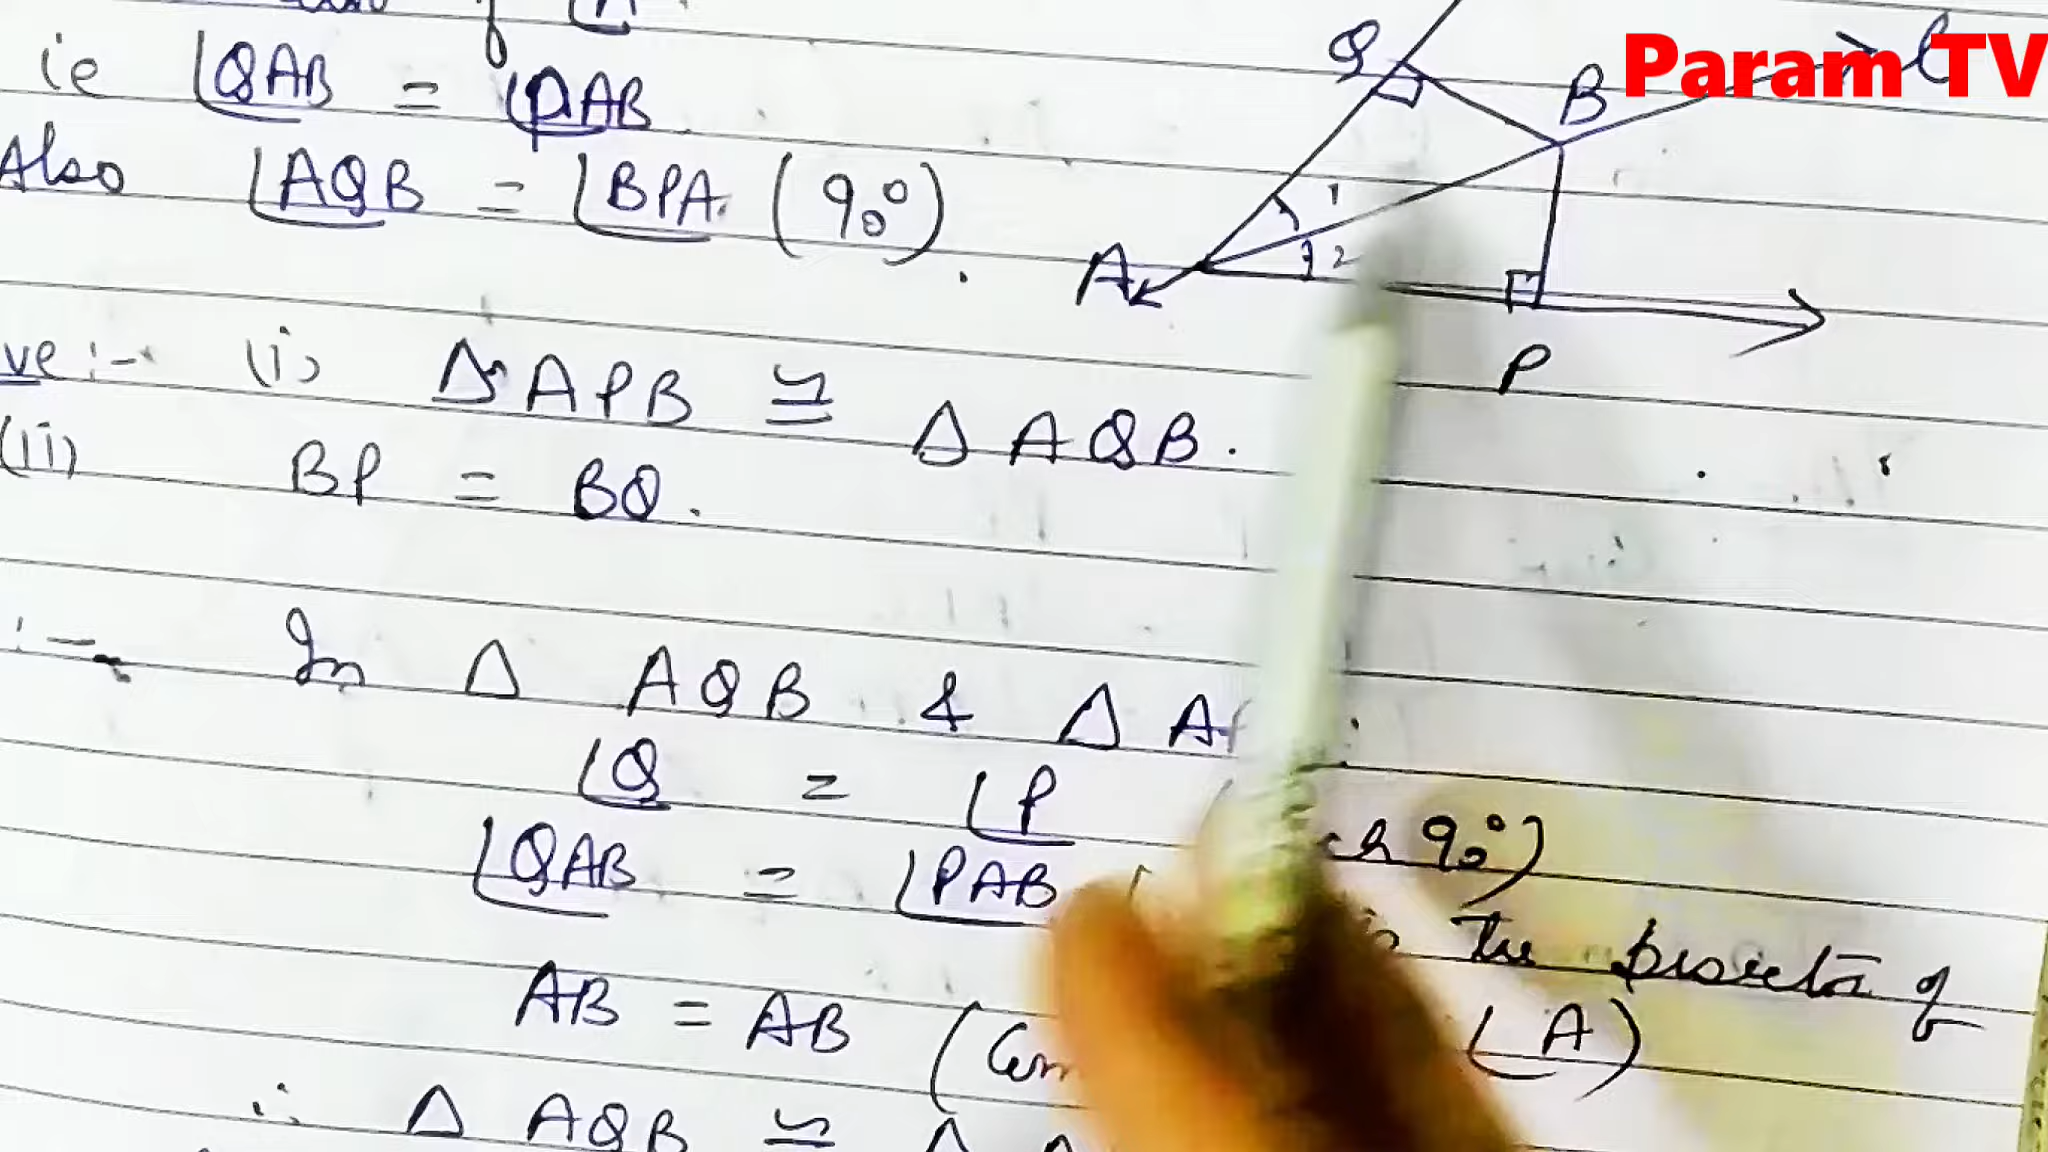 ie ∠QAB = ∠PAB
Also ∠AQB = ∠BPA. (90°)
Q
B
l
Param TV
1
2
A
P
ve :- (i) Δ APB ≅ Δ AQB.
(ii) BP = BQ.
:- In Δ AQB & Δ
∠Q = ∠P 90°)
∠QAB = ∠PAB the bisector of
AB = AB ( ∠A)
∴ Δ AQB ≅ Δ